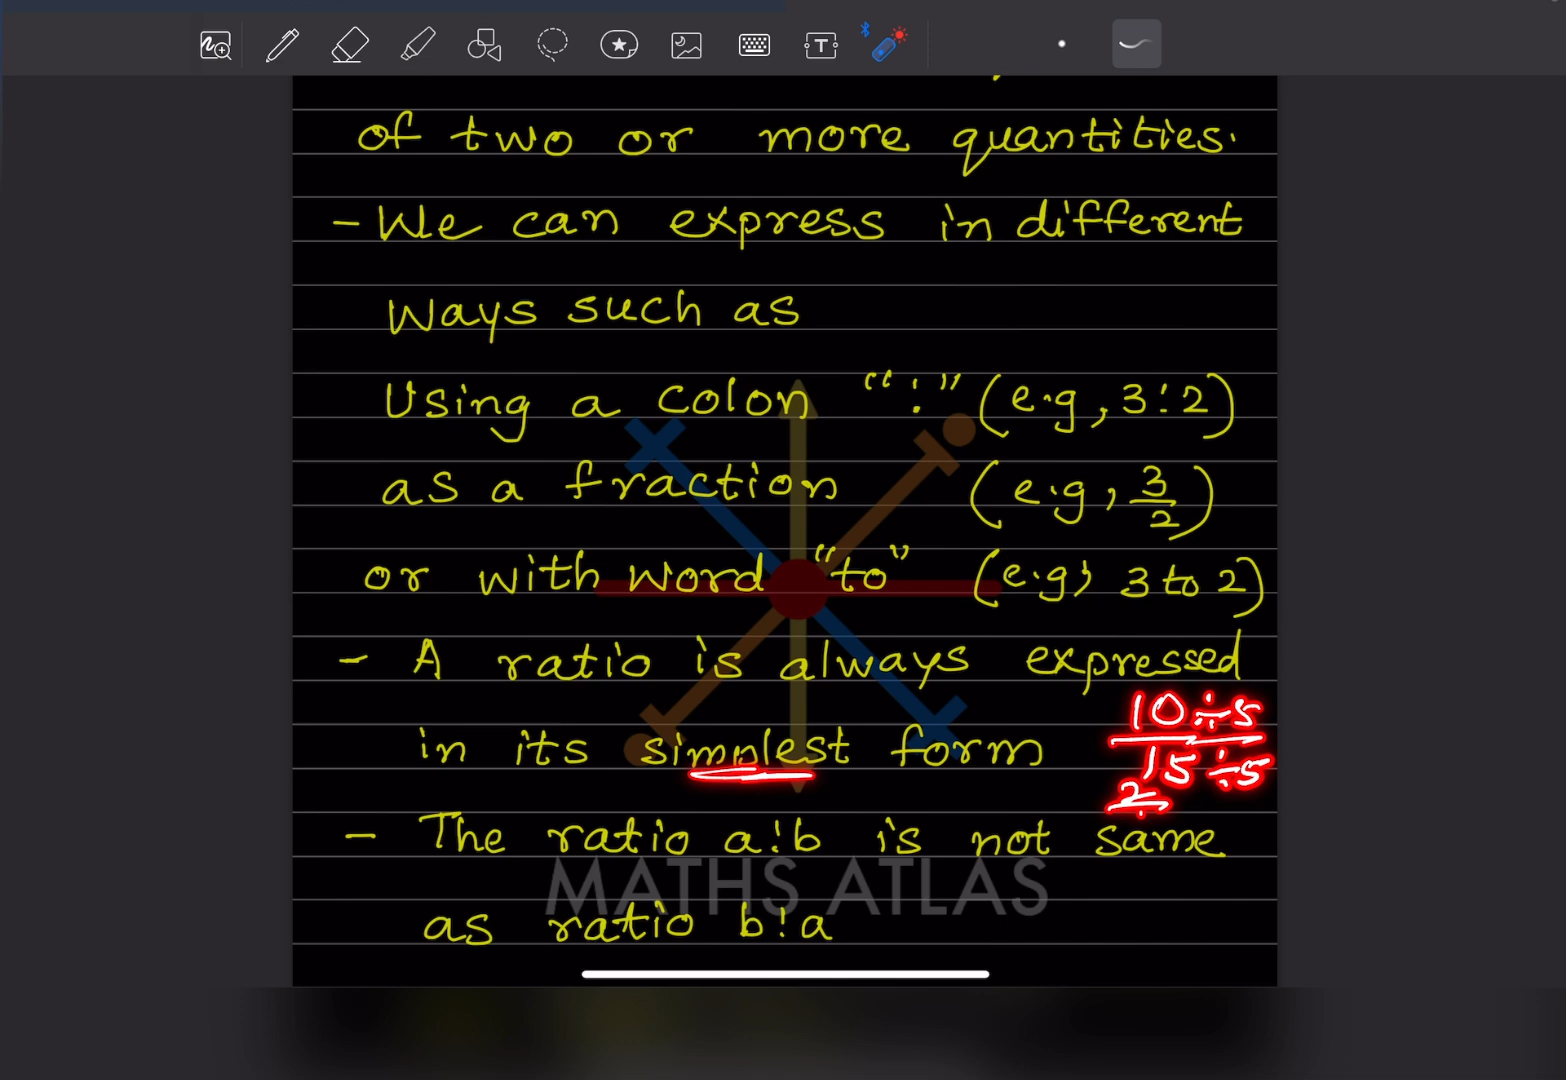 of two or more quantities.
- We can express in different
ways such as
Using a colon ":" (e.g, 3:2)
as a fraction (e.g, 3/2)
or with word "to" (e.g, 3 to 2)
- A ratio is always expressed
in its simplest form
10÷5
15÷5
2
- The ratio a:b is not same
MATHS ATLAS
as ratio b:a